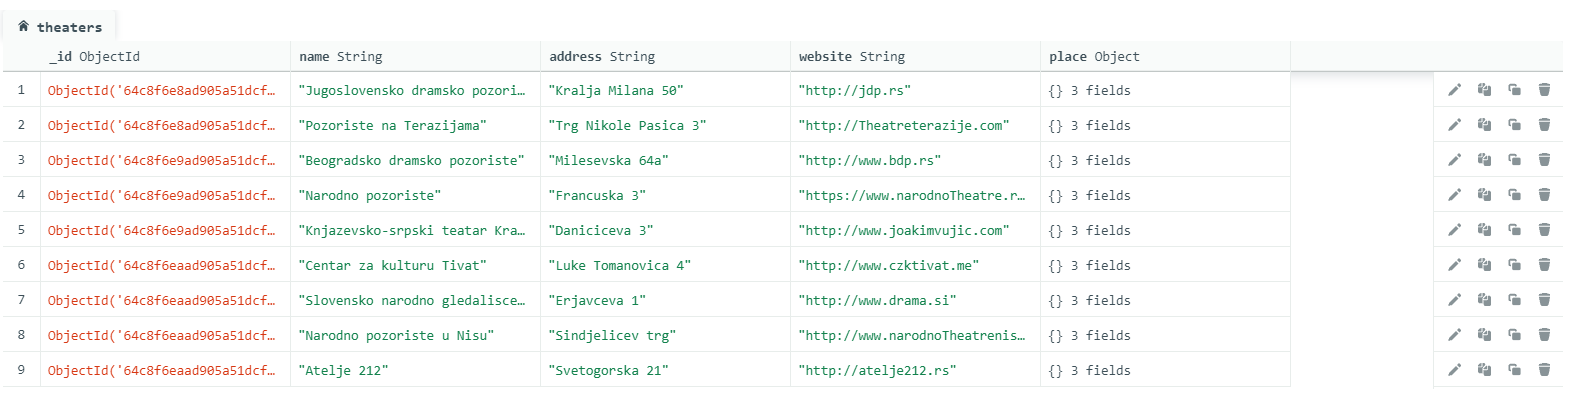 theaters
_id ObjectId name String address String website String place Object
1 ObjectId('64c8f6e8ad905a51dcf… "Jugoslovensko dramsko pozori… "Kralja Milana 50" "http://jdp.rs" {} 3 fields
2 ObjectId('64c8f6e8ad905a51dcf… "Pozoriste na Terazijama" "Trg Nikole Pasica 3" "http://Theatreterazije.com" {} 3 fields
3 ObjectId('64c8f6e9ad905a51dcf… "Beogradsko dramsko pozoriste" "Milesevska 64a" "http://www.bdp.rs" {} 3 fields
4 ObjectId('64c8f6e9ad905a51dcf… "Narodno pozoriste" "Francuska 3" "https://www.narodnoTheatre.r… {} 3 fields
5 ObjectId('64c8f6e9ad905a51dcf… "Knjazevsko-srpski teatar Kra… "Daniciceva 3" "http://www.joakimvujic.com" {} 3 fields
6 ObjectId('64c8f6eaad905a51dcf… "Centar za kulturu Tivat" "Luke Tomanovica 4" "http://www.czktivat.me" {} 3 fields
7 ObjectId('64c8f6eaad905a51dcf… "Slovensko narodno gledalisce… "Erjavceva 1" "http://www.drama.si" {} 3 fields
8 ObjectId('64c8f6eaad905a51dcf… "Narodno pozoriste u Nisu" "Sindjelicev trg" "http://www.narodnoTheatrenis… {} 3 fields
9 ObjectId('64c8f6eaad905a51dcf… "Atelje 212" "Svetogorska 21" "http://atelje212.rs" {} 3 fields